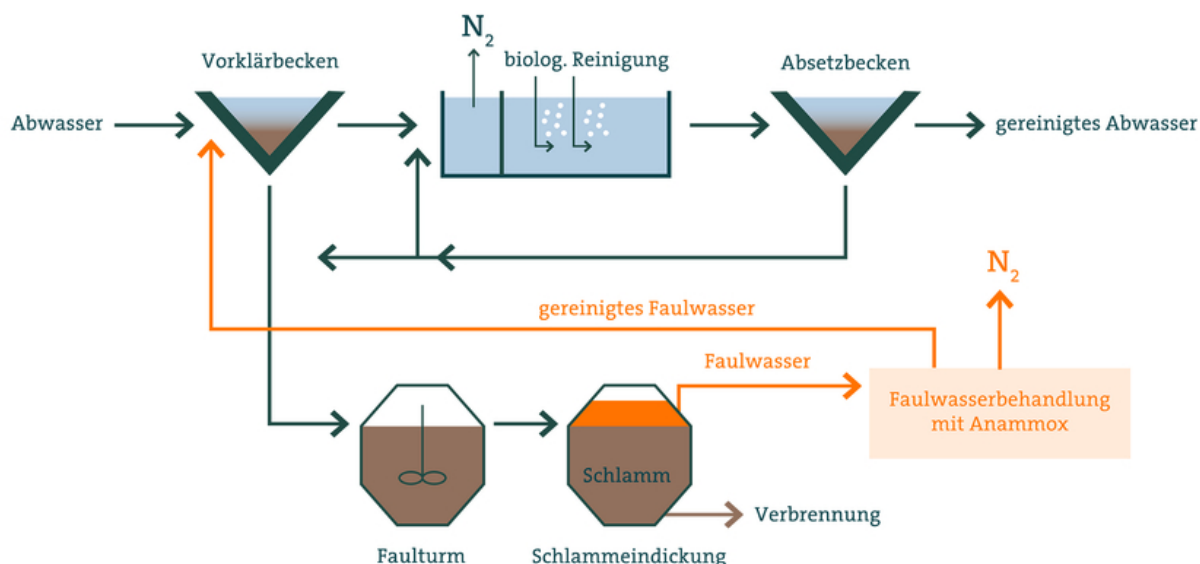 N₂
Vorklärbecken
biolog. Reinigung
Absetzbecken
Abwasser
gereinigtes Abwasser
N₂
gereinigtes Faulwasser
Faulwasser
Faulwasserbehandlung
mit Anammox
Schlamm
Verbrennung
Faulturm
Schlammeindickung